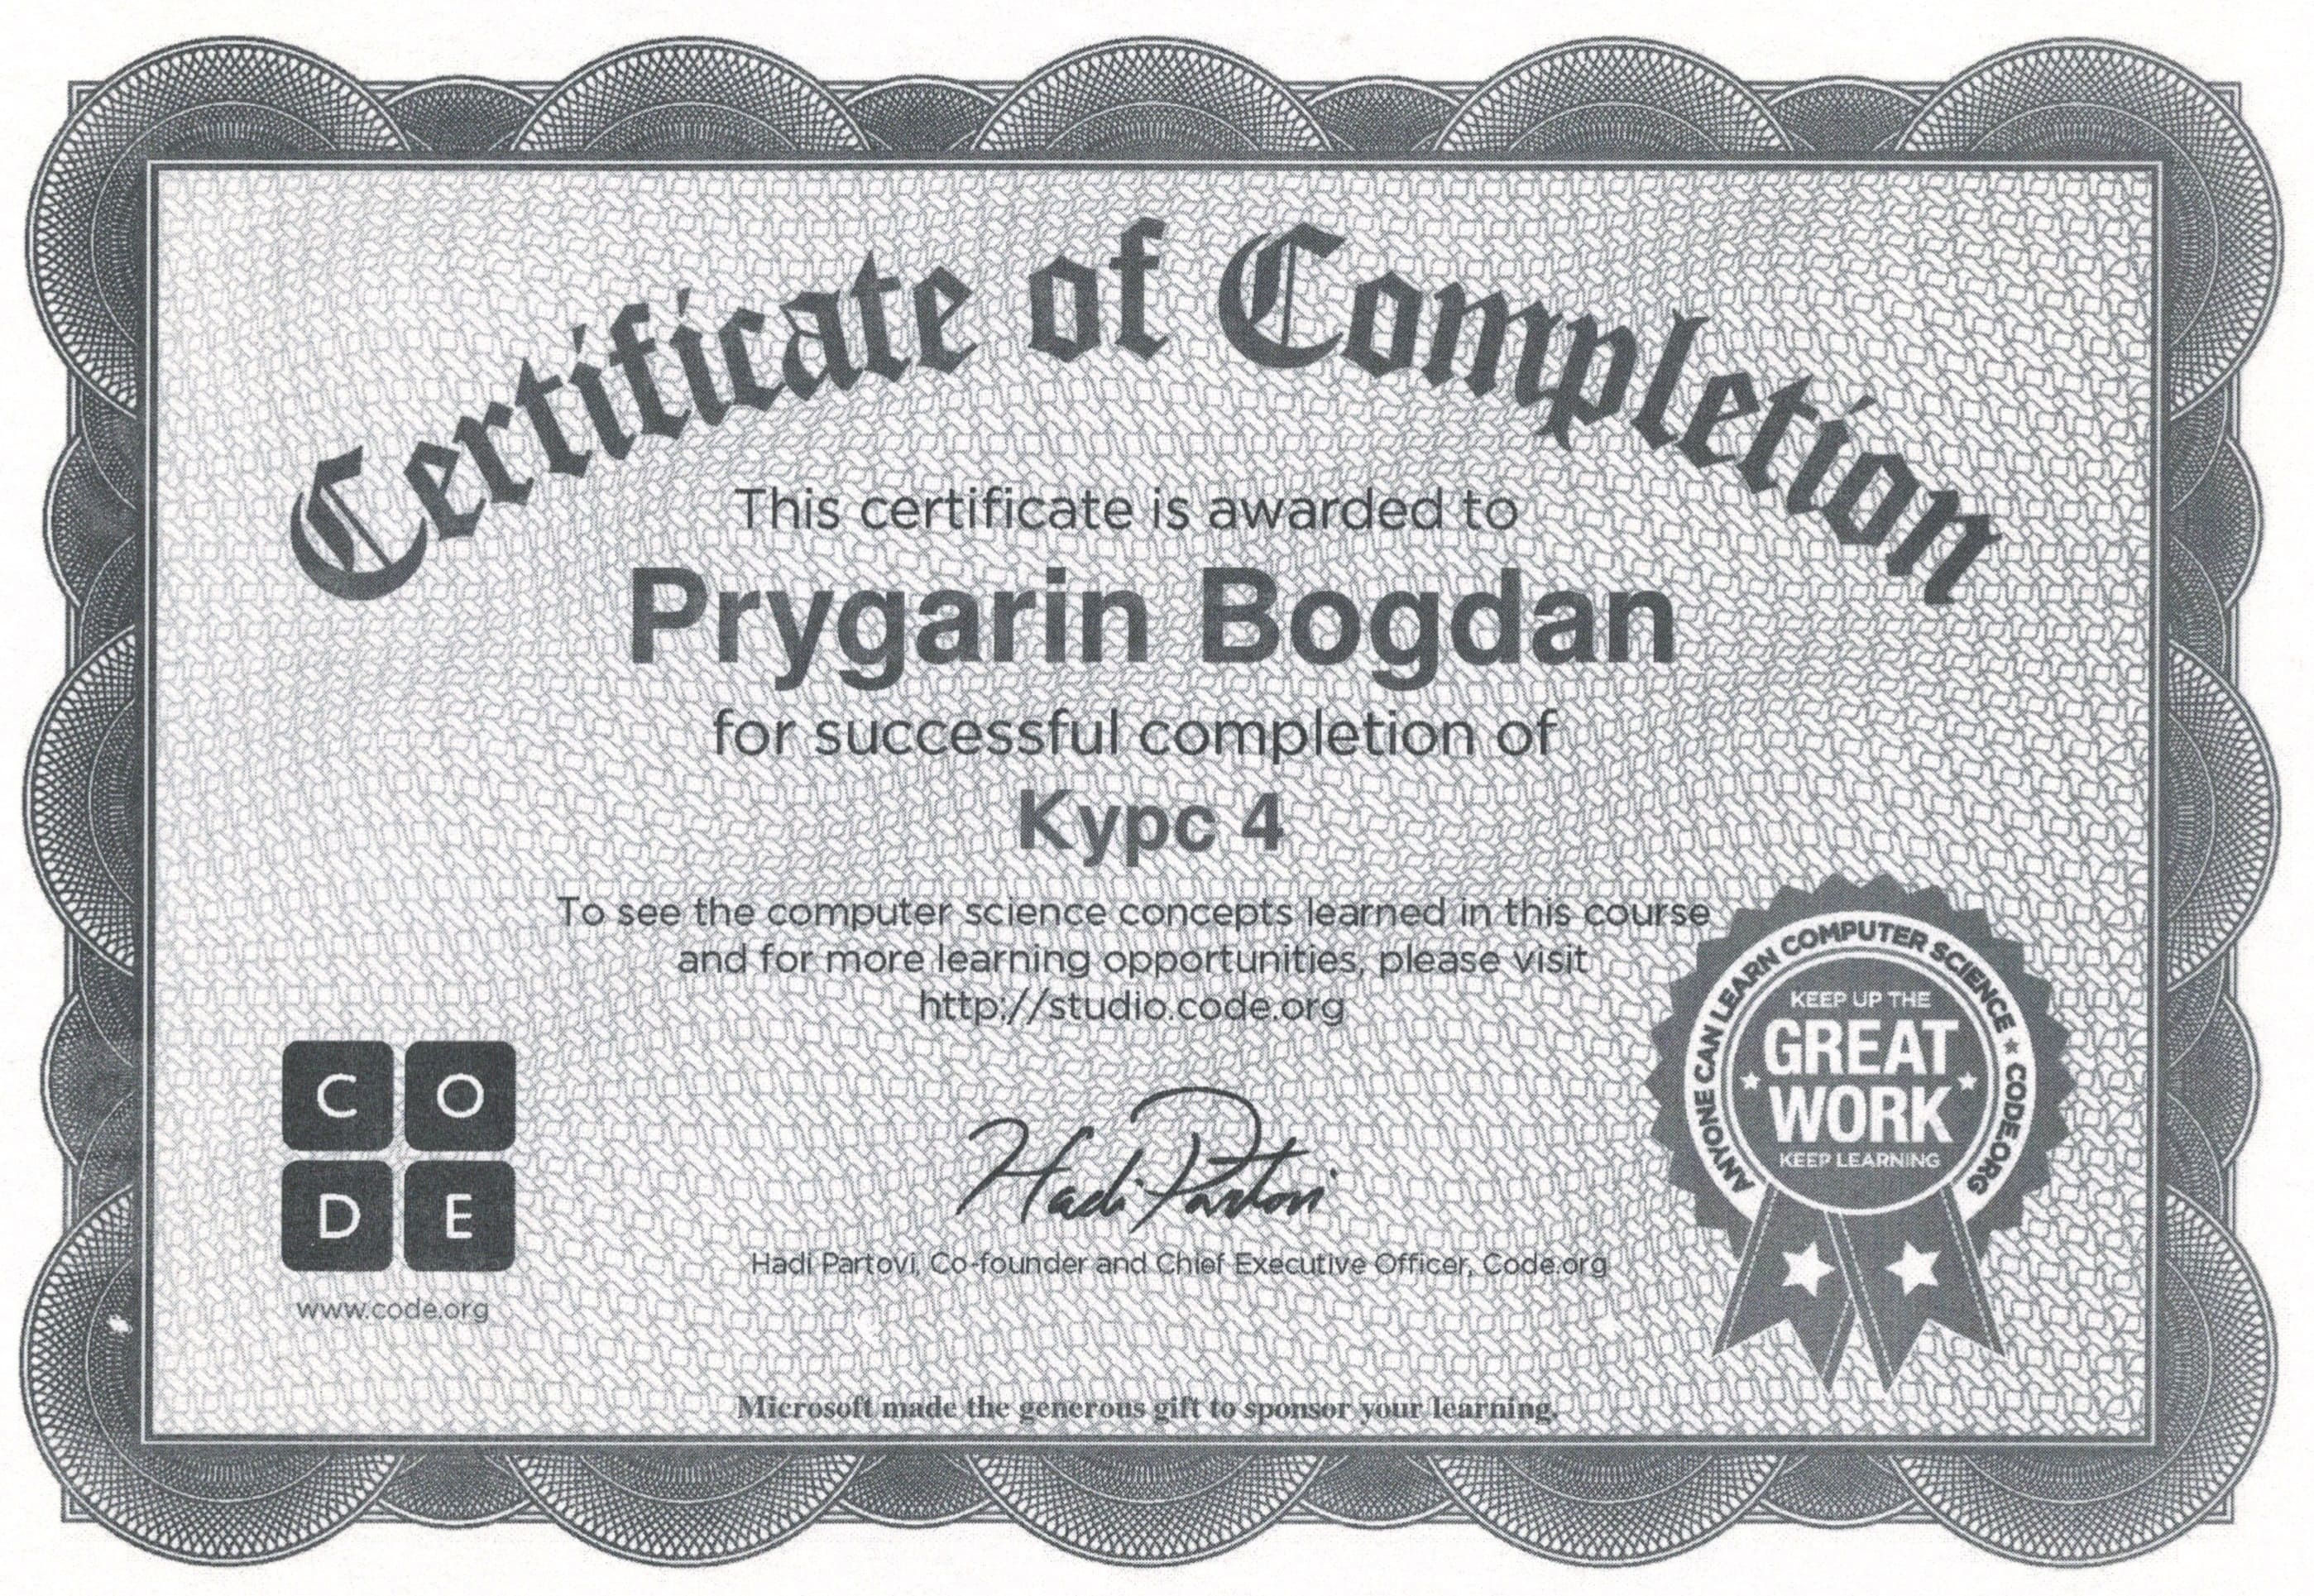 Certificate of Completion
This certificate is awarded to
Prygarin Bogdan
for successful completion of
Курс 4
To see the computer science concepts learned in this course
and for more learning opportunities, please visit
http://studio.code.org
ANYONE CAN LEARN COMPUTER SCIENCE ★ CODE.ORG
KEEP UP THE
GREAT
WORK
KEEP LEARNING
C O
D E
www.code.org
Hadi Partovi
Hadi Partovi, Co-founder and Chief Executive Officer, Code.org
Microsoft made the generous gift to sponsor your learning.